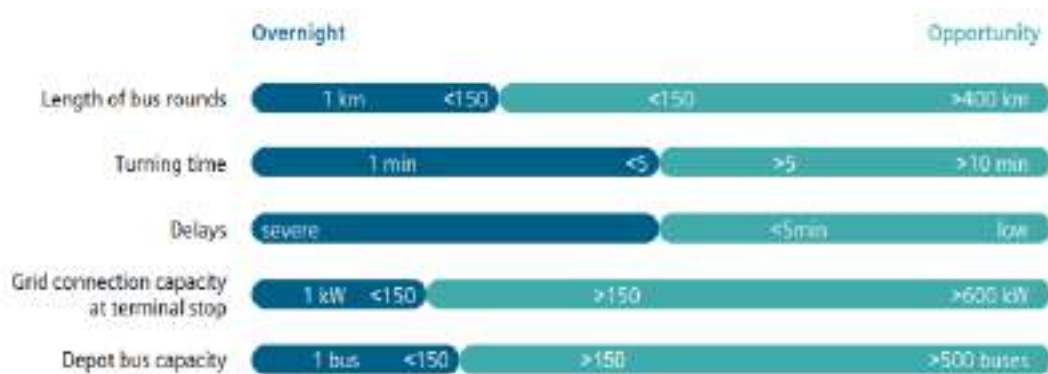 Overnight Opportunity
Length of bus rounds 1 km <150 <150 >400 km
Turning time 1 min <5 >5 >10 min
Delays severe <5min low
Grid connection capacity
at terminal stop 1 kW <150 >150 >600 kW
Depot bus capacity 1 bus <150 >150 >500 buses